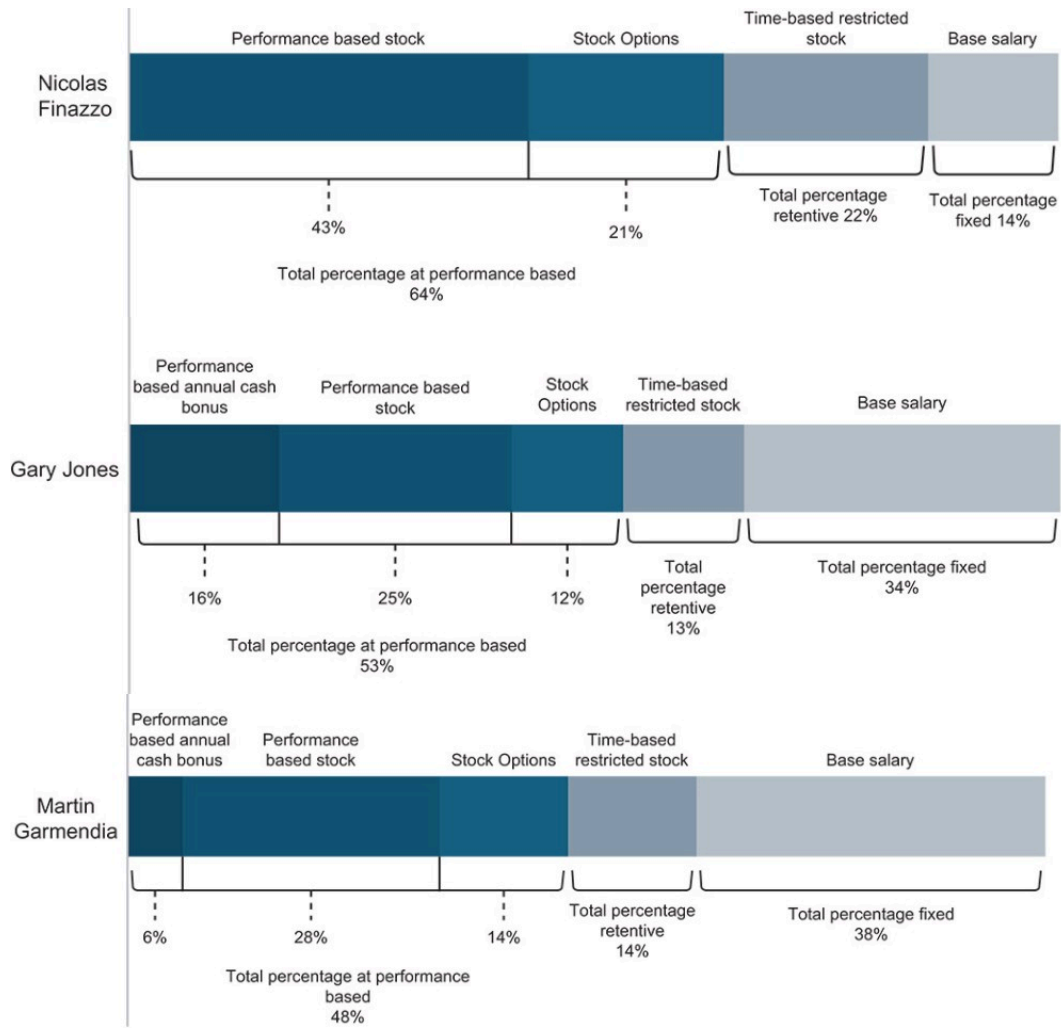 Performance based stock
Stock Options
Time-based restricted
stock
Base salary
Nicolas
Finazzo
43%
21%
Total percentage
retentive 22%
Total percentage
fixed 14%
Total percentage at performance based
64%
Performance
based annual cash
bonus
Performance based
stock
Stock
Options
Time-based
restricted stock
Base salary
Gary Jones
16%
25%
12%
Total
percentage
retentive
13%
Total percentage fixed
34%
Total percentage at performance based
53%
Performance
based annual
cash bonus
Performance
based stock
Stock Options
Time-based
restricted stock
Base salary
Martin
Garmendia
6%
28%
14%
Total percentage
retentive
14%
Total percentage fixed
38%
Total percentage at performance
based
48%